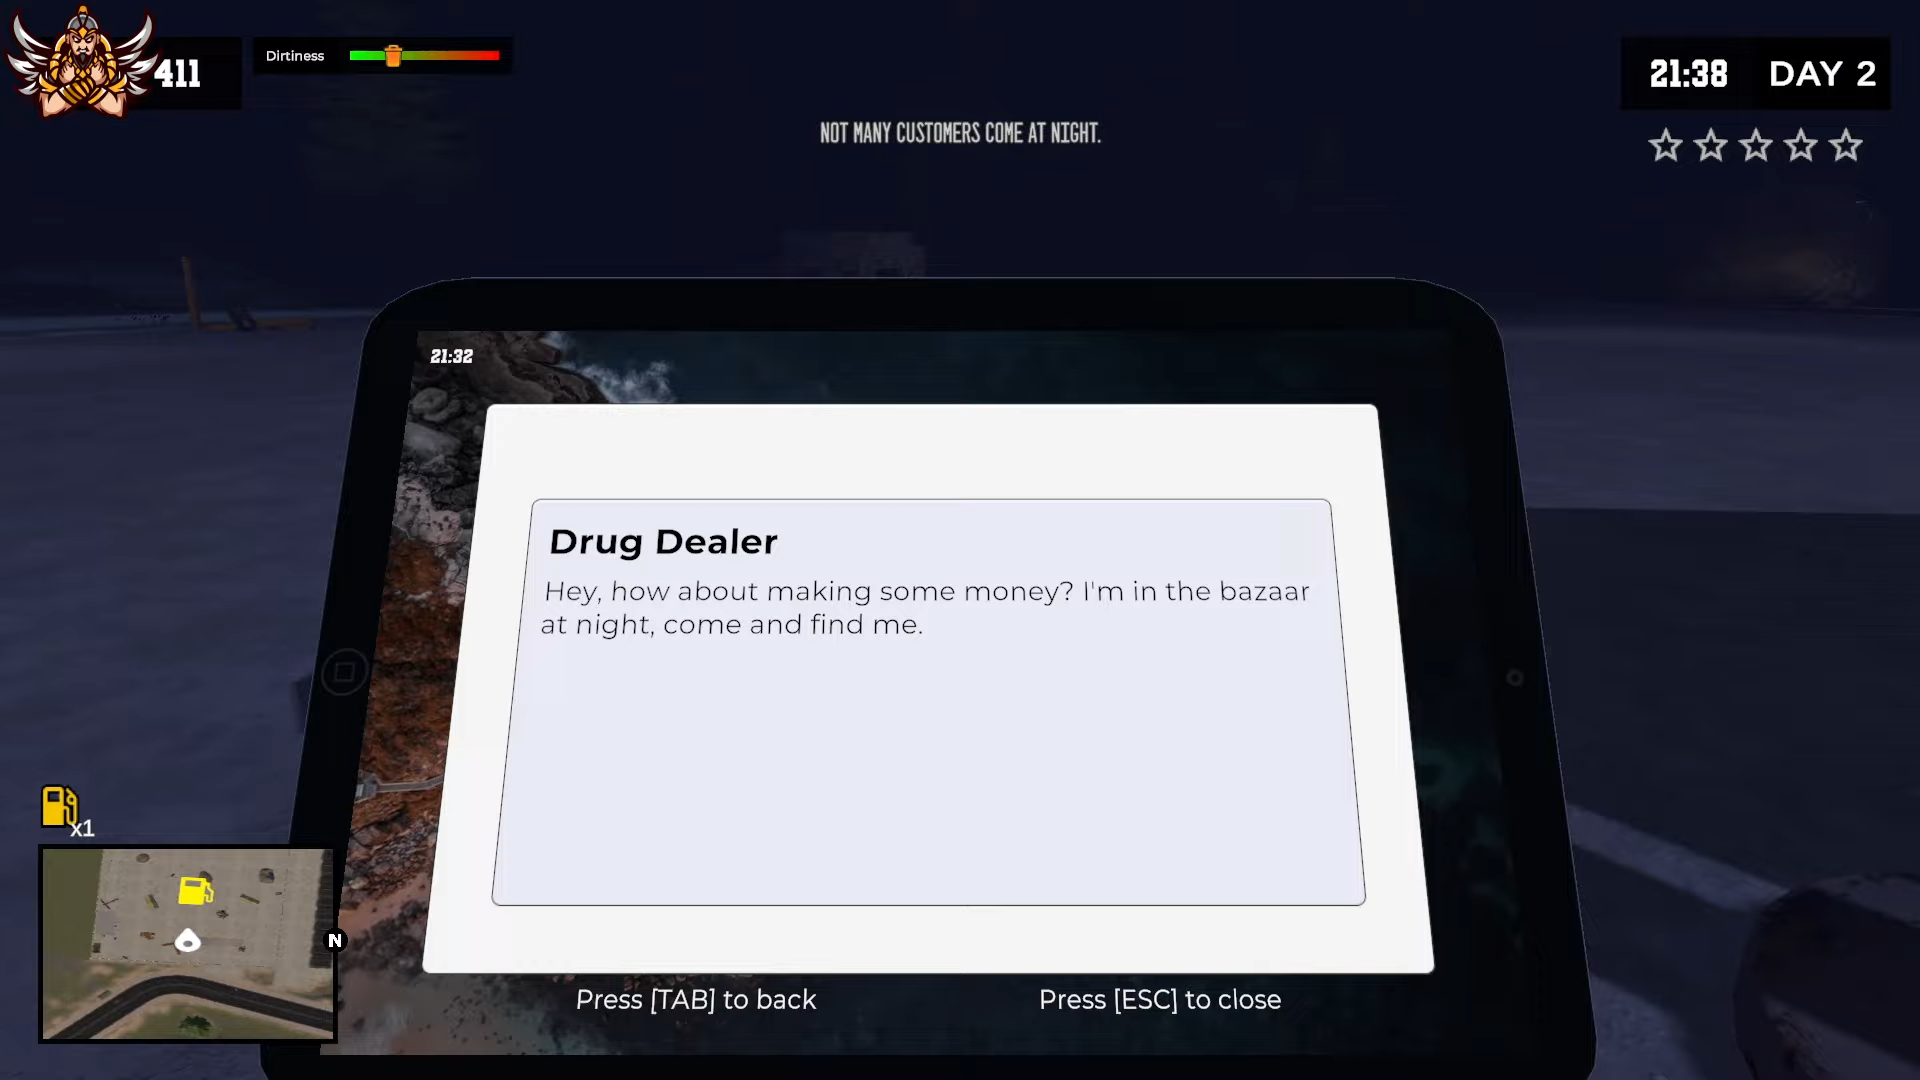 411
Dirtiness
21:38 DAY 2
NOT MANY CUSTOMERS COME AT NIGHT.
21:32
Drug Dealer
Hey, how about making some money? I'm in the bazaar
at night, come and find me.
x1
N
Press [TAB] to back
Press [ESC] to close